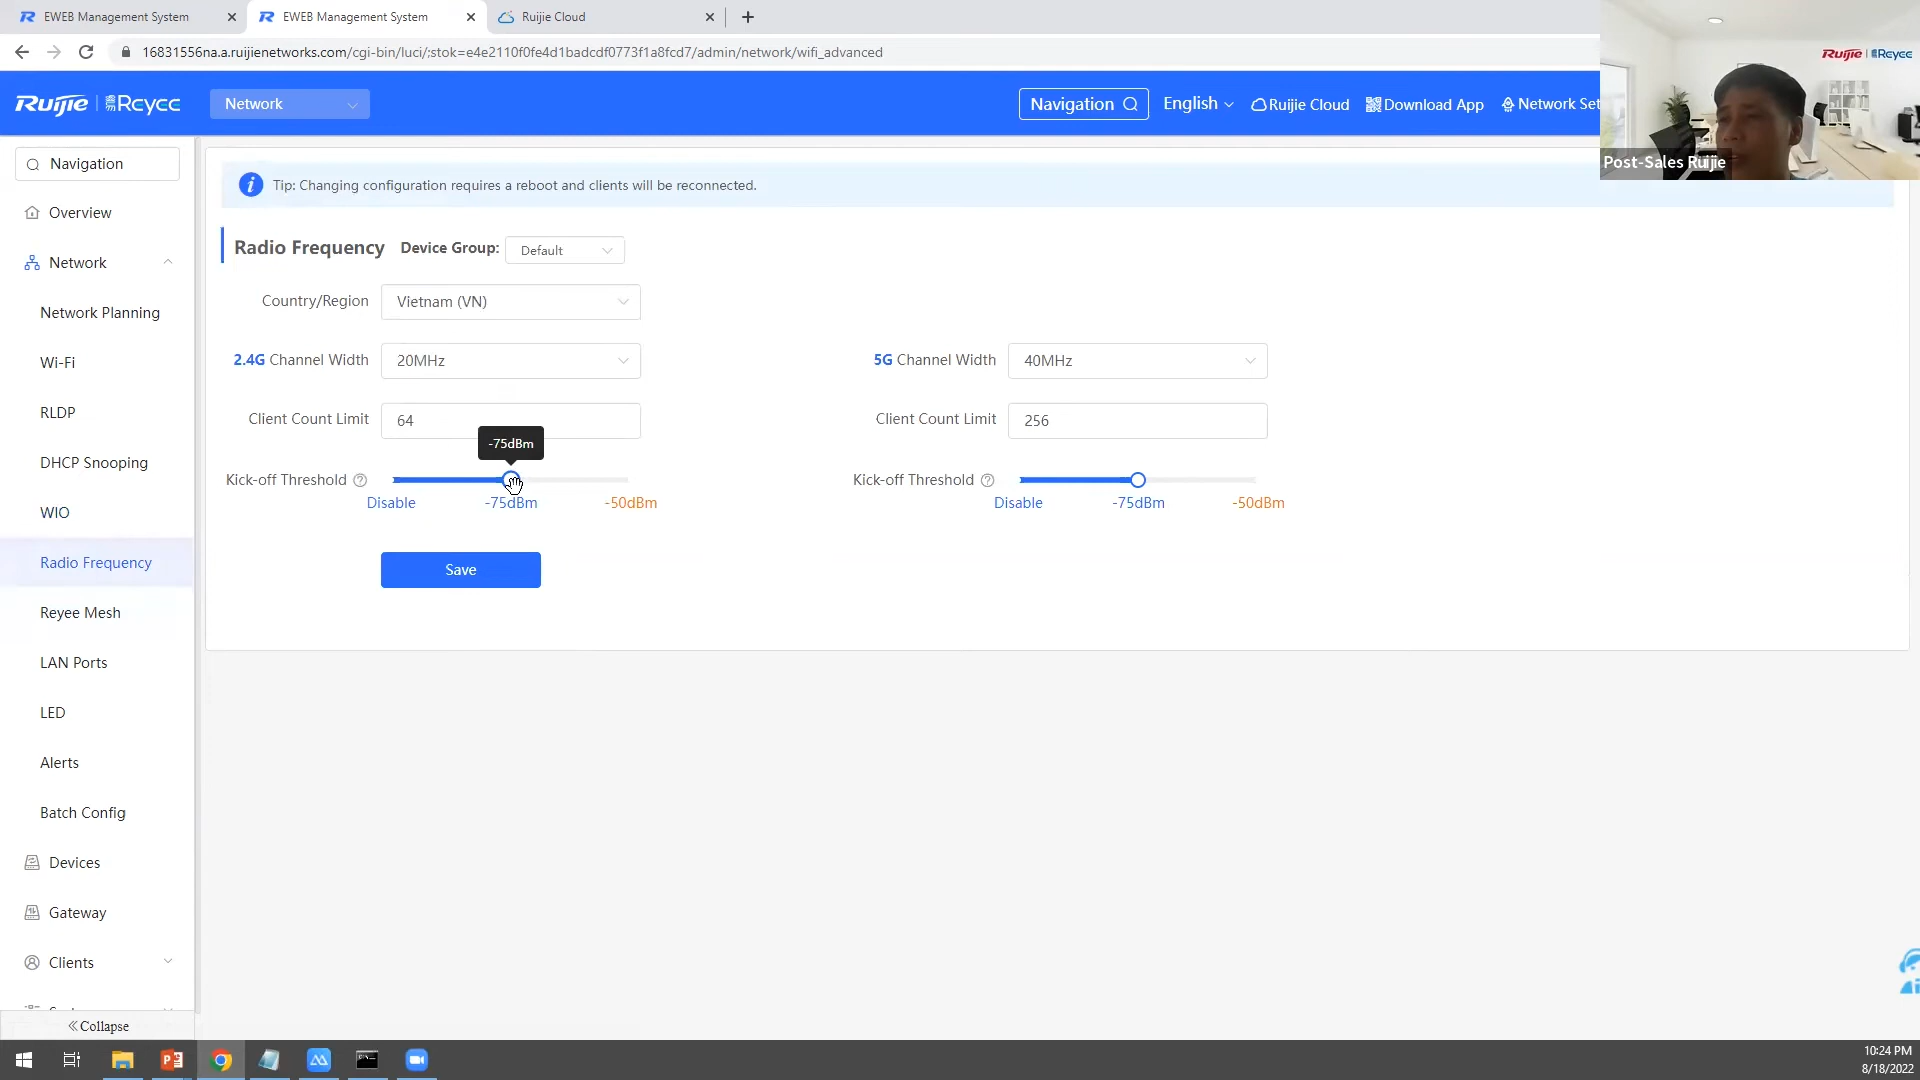 EWEB Management System
EWEB Management System
Ruijie Cloud
16831556na.a.ruijienetworks.com/cgi-bin/luci/;stok=e4e2110f0fe4d1badcdf0773f1a8fcd7/admin/network/wifi_advanced
Ruijie | Reyee
Network
Navigation
English
Ruijie Cloud
Download App
Network Set
Ruijie | Reyee
Post-Sales Ruijie
Navigation
Overview
Network
Network Planning
Wi-Fi
RLDP
DHCP Snooping
WIO
Radio Frequency
Reyee Mesh
LAN Ports
LED
Alerts
Batch Config
Devices
Gateway
Clients
Collapse
Tip: Changing configuration requires a reboot and clients will be reconnected.
Radio Frequency Device Group: Default
Country/Region Vietnam (VN)
2.4G Channel Width 20MHz
5G Channel Width 40MHz
Client Count Limit 64
Client Count Limit 256
-75dBm
Kick-off Threshold
Disable -75dBm -50dBm
Kick-off Threshold
Disable -75dBm -50dBm
Save
10:24 PM
8/18/2022